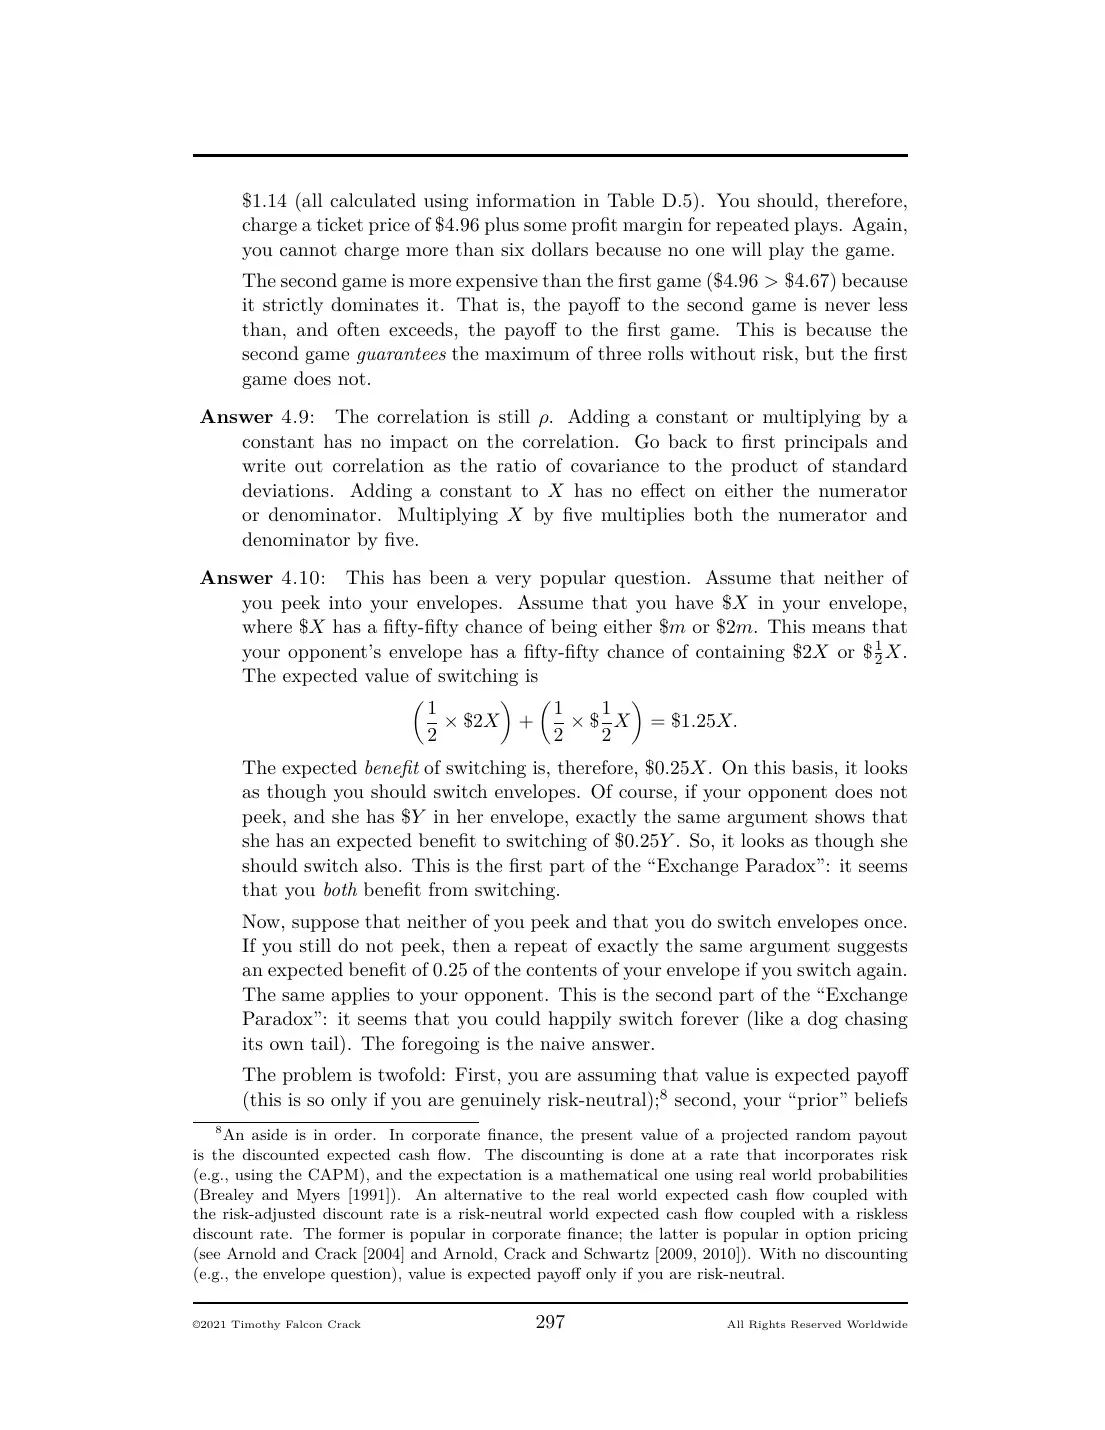 $1.14 (all calculated using information in Table D.5). You should, therefore,
charge a ticket price of $4.96 plus some profit margin for repeated plays. Again,
you cannot charge more than six dollars because no one will play the game.
The second game is more expensive than the first game ($4.96 > $4.67) because
it strictly dominates it. That is, the payoff to the second game is never less
than, and often exceeds, the payoff to the first game. This is because the
second game guarantees the maximum of three rolls without risk, but the first
game does not.
Answer 4.9: The correlation is still ρ. Adding a constant or multiplying by a
constant has no impact on the correlation. Go back to first principals and
write out correlation as the ratio of covariance to the product of standard
deviations. Adding a constant to X has no effect on either the numerator
or denominator. Multiplying X by five multiplies both the numerator and
denominator by five.
Answer 4.10: This has been a very popular question. Assume that neither of
you peek into your envelopes. Assume that you have $X in your envelope,
where $X has a fifty-fifty chance of being either $m or $2m. This means that
your opponent's envelope has a fifty-fifty chance of containing $2X or $½X.
The expected value of switching is
(1/2 × $2X) + (1/2 × $1/2 X) = $1.25X.
The expected benefit of switching is, therefore, $0.25X. On this basis, it looks
as though you should switch envelopes. Of course, if your opponent does not
peek, and she has $Y in her envelope, exactly the same argument shows that
she has an expected benefit to switching of $0.25Y. So, it looks as though she
should switch also. This is the first part of the “Exchange Paradox”: it seems
that you both benefit from switching.
Now, suppose that neither of you peek and that you do switch envelopes once.
If you still do not peek, then a repeat of exactly the same argument suggests
an expected benefit of 0.25 of the contents of your envelope if you switch again.
The same applies to your opponent. This is the second part of the “Exchange
Paradox”: it seems that you could happily switch forever (like a dog chasing
its own tail). The foregoing is the naive answer.
The problem is twofold: First, you are assuming that value is expected payoff
(this is so only if you are genuinely risk-neutral);⁸ second, your “prior” beliefs
⁸An aside is in order. In corporate finance, the present value of a projected random payout
is the discounted expected cash flow. The discounting is done at a rate that incorporates risk
(e.g., using the CAPM), and the expectation is a mathematical one using real world probabilities
(Brealey and Myers [1991]). An alternative to the real world expected cash flow coupled with
the risk-adjusted discount rate is a risk-neutral world expected cash flow coupled with a riskless
discount rate. The former is popular in corporate finance; the latter is popular in option pricing
(see Arnold and Crack [2004] and Arnold, Crack and Schwartz [2009, 2010]). With no discounting
(e.g., the envelope question), value is expected payoff only if you are risk-neutral.
©2021 Timothy Falcon Crack 297 All Rights Reserved Worldwide